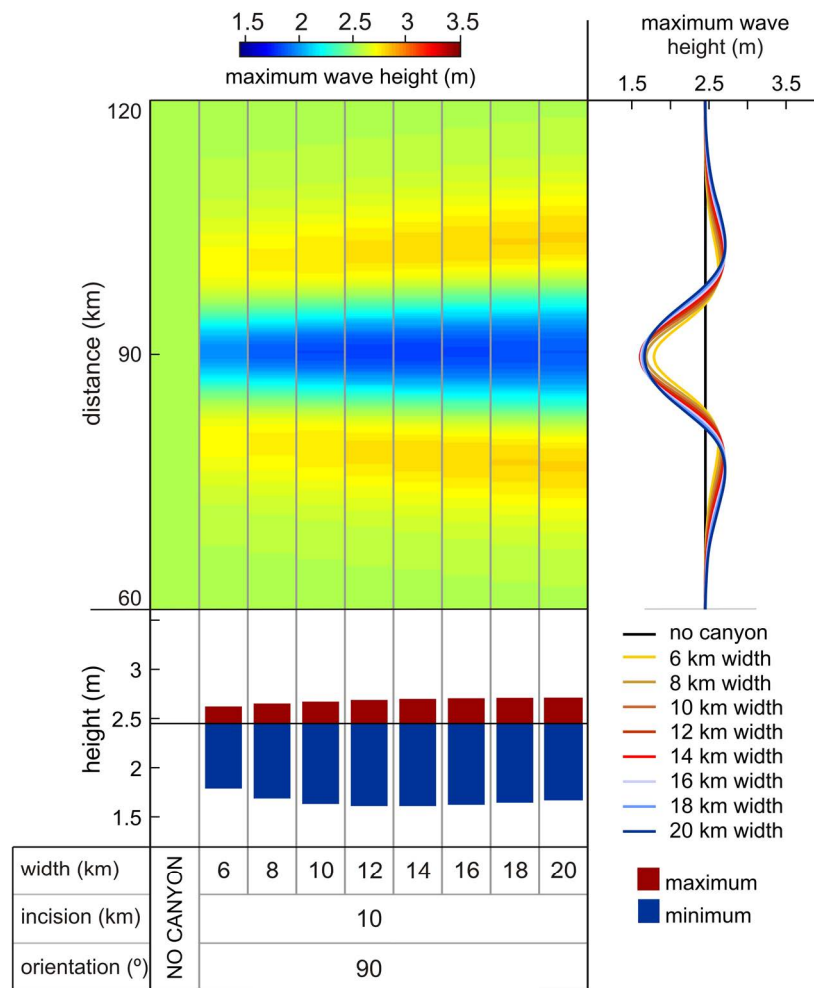 1.5 2 2.5 3 3.5
maximum wave height (m)
maximum wave
height (m)
1.5 2.5 3.5
120
90
60
distance (km)
3
2.5
2
1.5
height (m)
no canyon
6 km width
8 km width
10 km width
12 km width
14 km width
16 km width
18 km width
20 km width
maximum
minimum
width (km) NO CANYON 6 8 10 12 14 16 18 20
incision (km) 10
orientation (º) 90